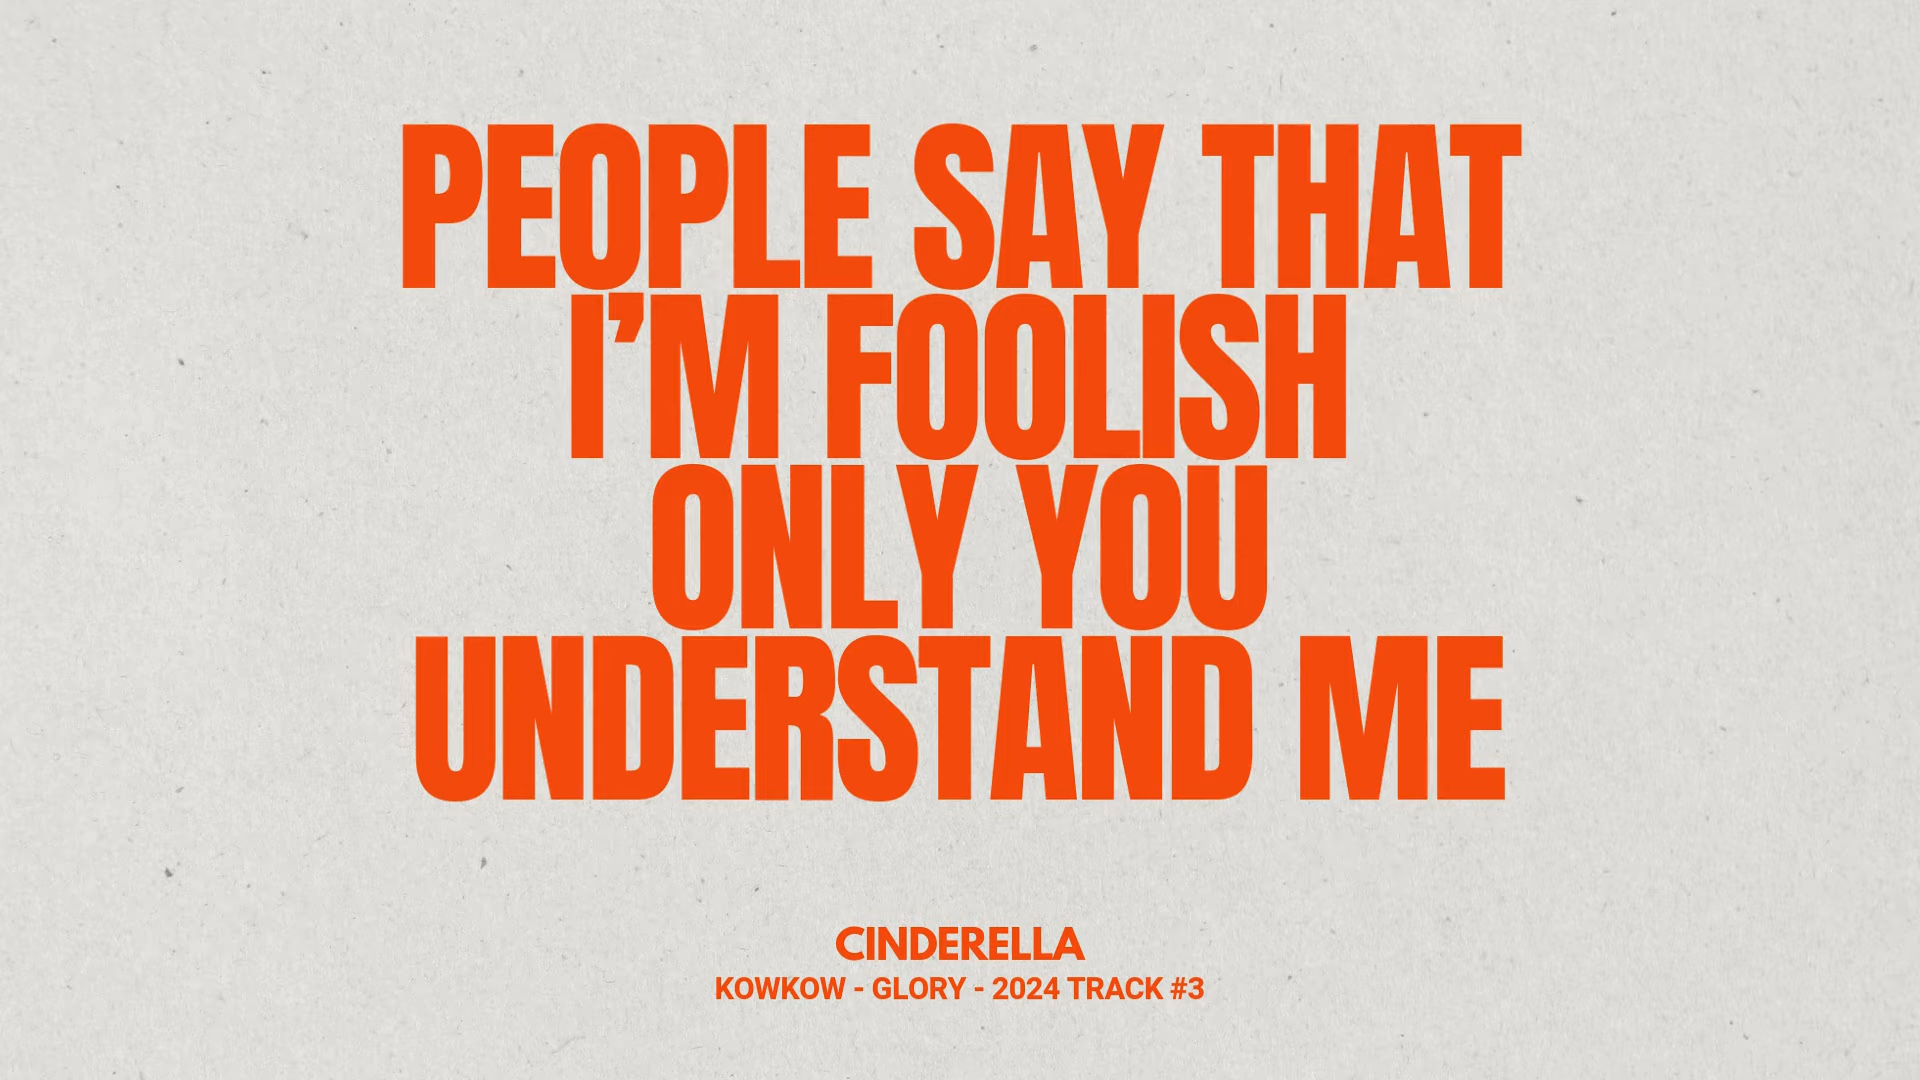 PEOPLE SAY THAT
I'M FOOLISH
ONLY YOU
UNDERSTAND ME
CINDERELLA
KOWKOW - GLORY - 2024 TRACK #3